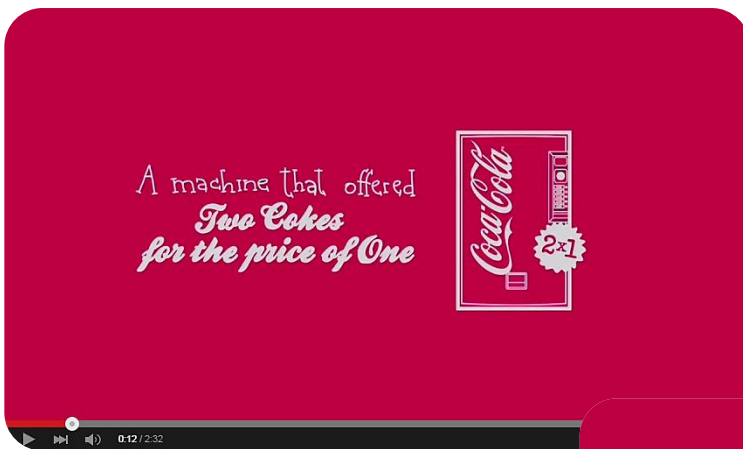 A machine that offered
Two Cokes
for the price of One
Coca-Cola
2x1
0:12 / 2:32